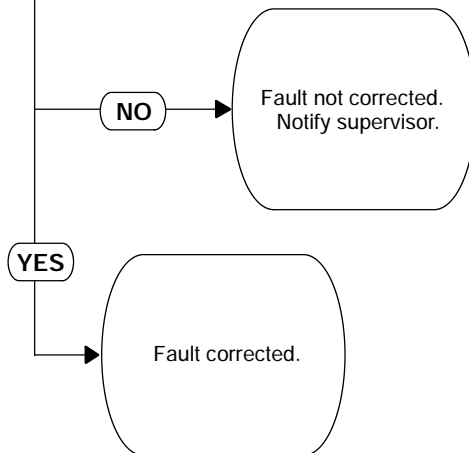 NO
Fault not corrected.
Notify supervisor.
YES
Fault corrected.